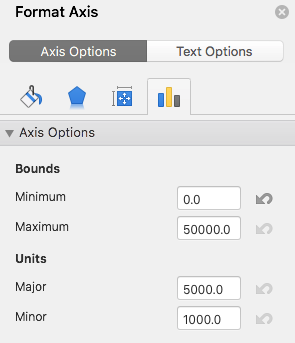 Format Axis
Axis Options Text Options
Axis Options
Bounds
Minimum 0.0
Maximum 50000.0
Units
Major 5000.0
Minor 1000.0